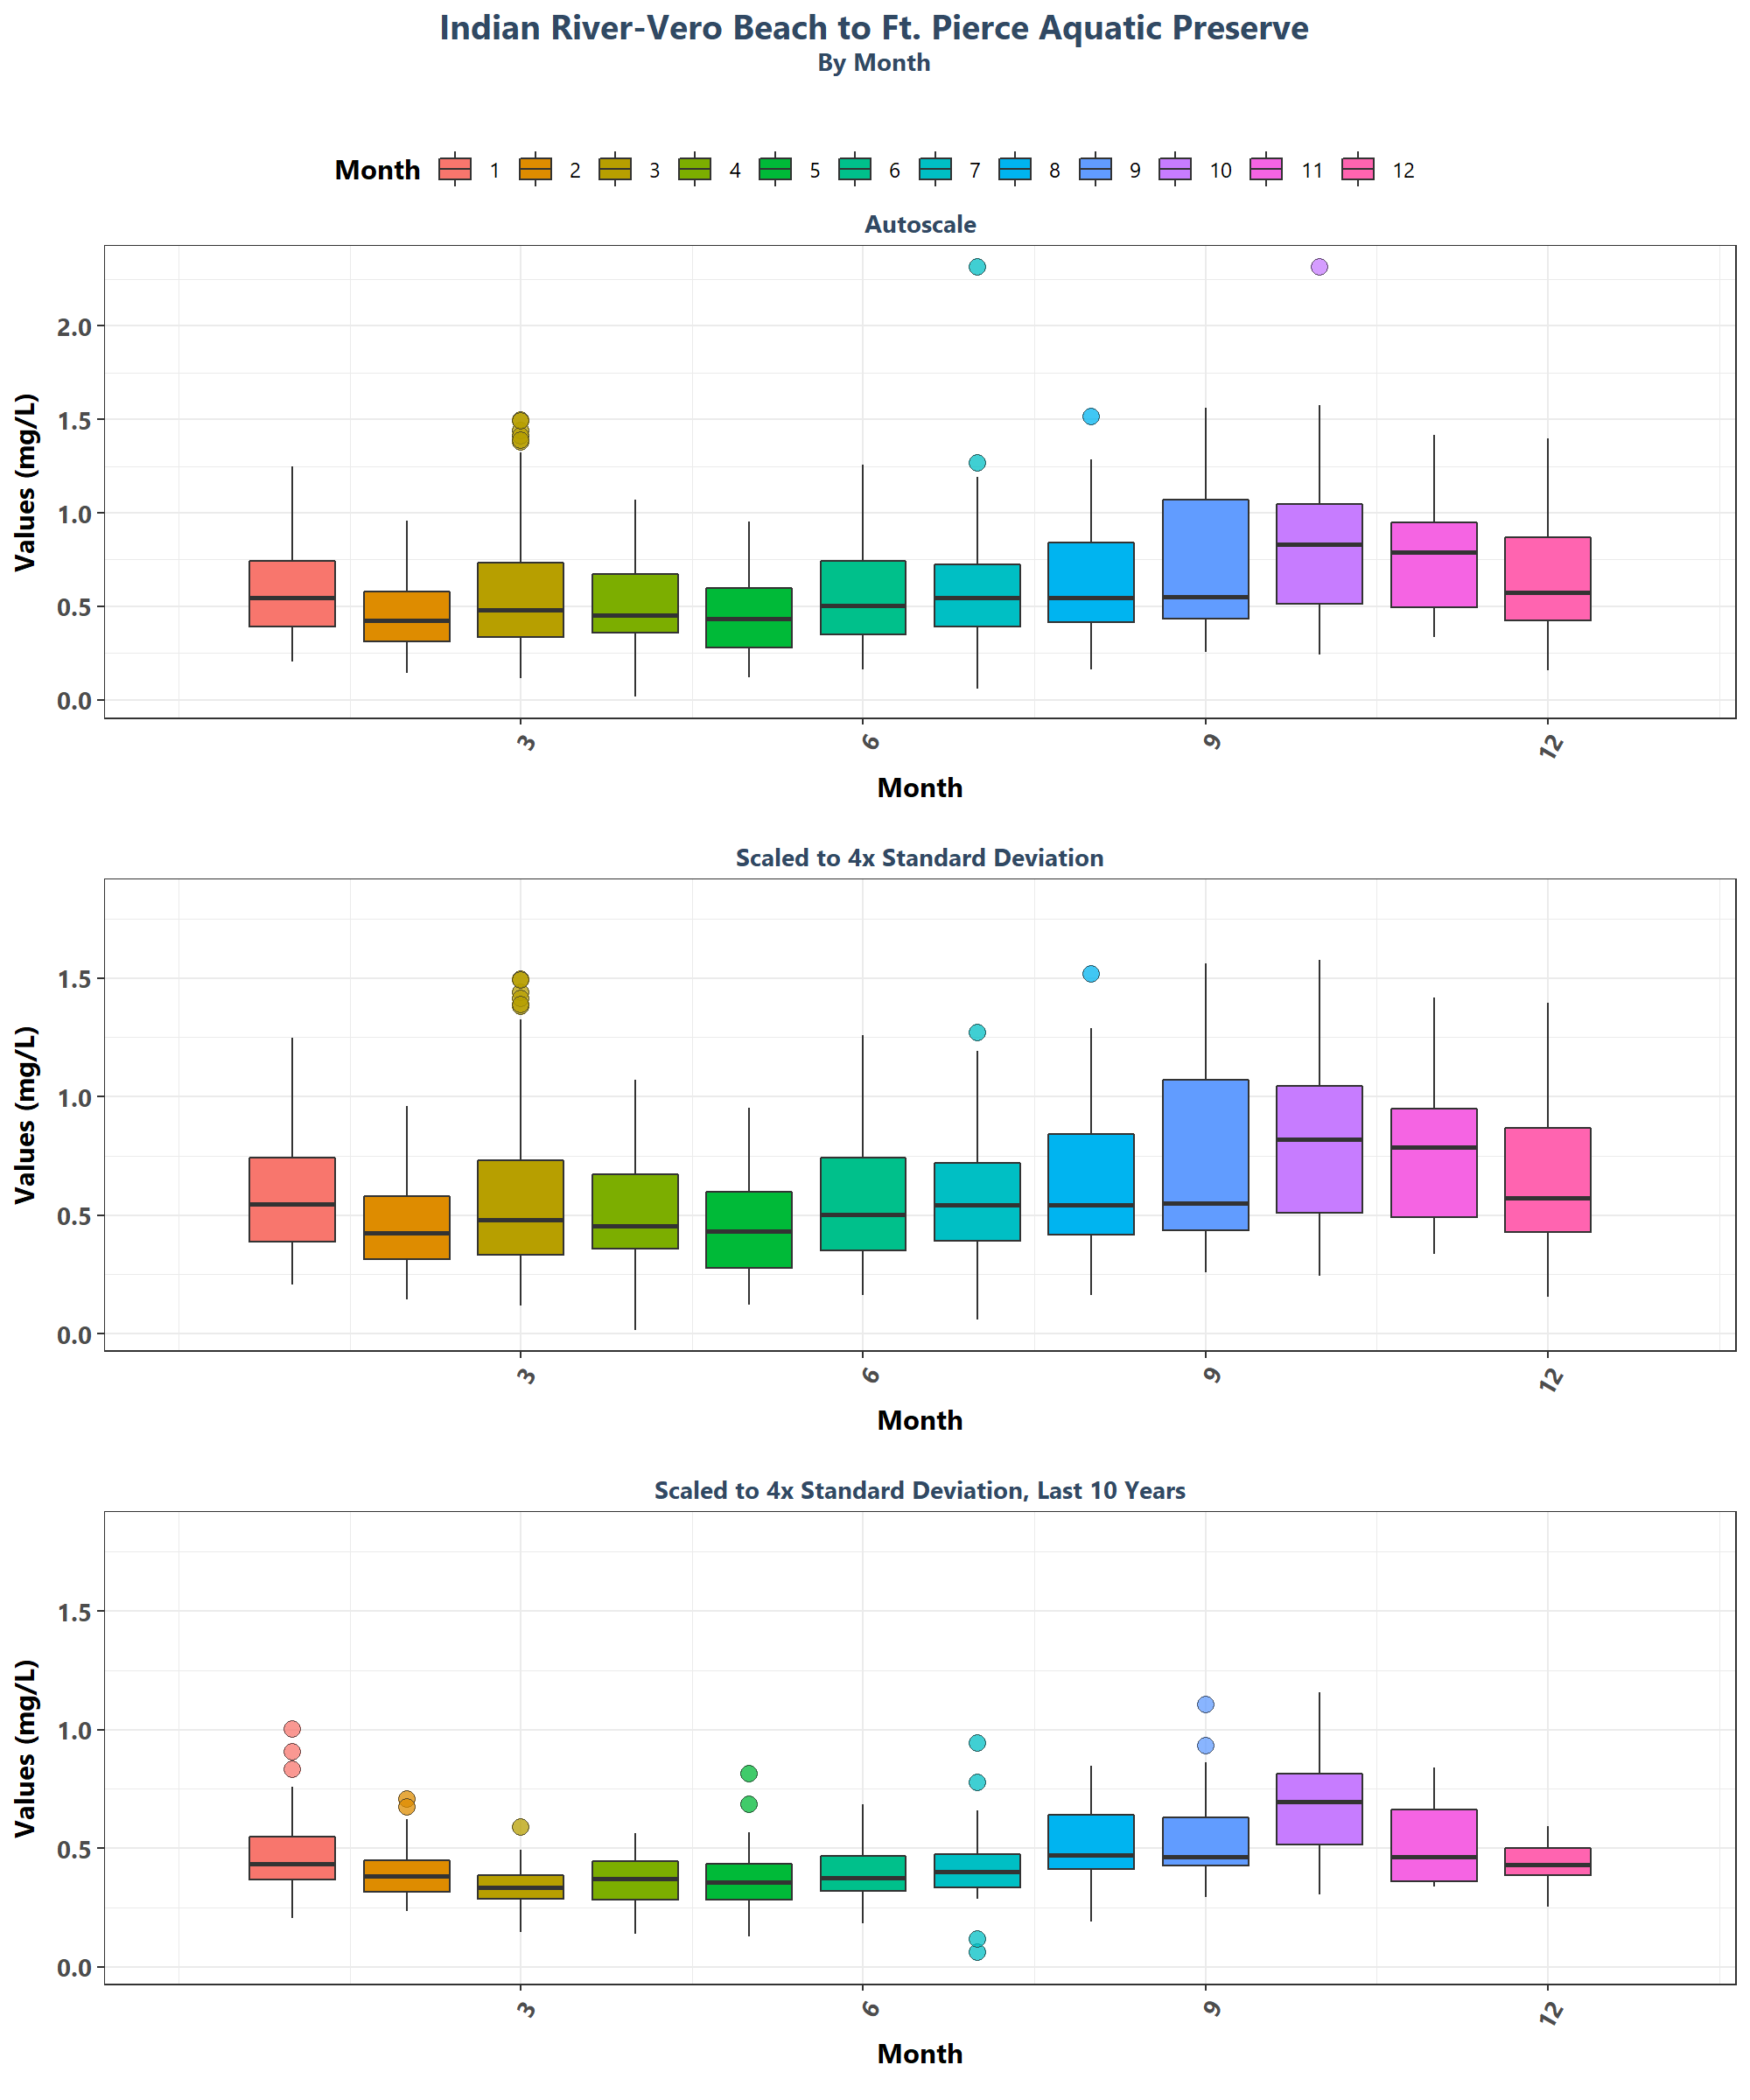 Indian River-Vero Beach to Ft. Pierce Aquatic Preserve
By Month
Month 1 2 3 4 5 6 7 8 9 10 11 12
Autoscale
Values (mg/L)
2.0
1.5
1.0
0.5
0.0
3 6 9 12
Month
Scaled to 4x Standard Deviation
Values (mg/L)
1.5
1.0
0.5
0.0
3 6 9 12
Month
Scaled to 4x Standard Deviation, Last 10 Years
Values (mg/L)
1.5
1.0
0.5
0.0
3 6 9 12
Month